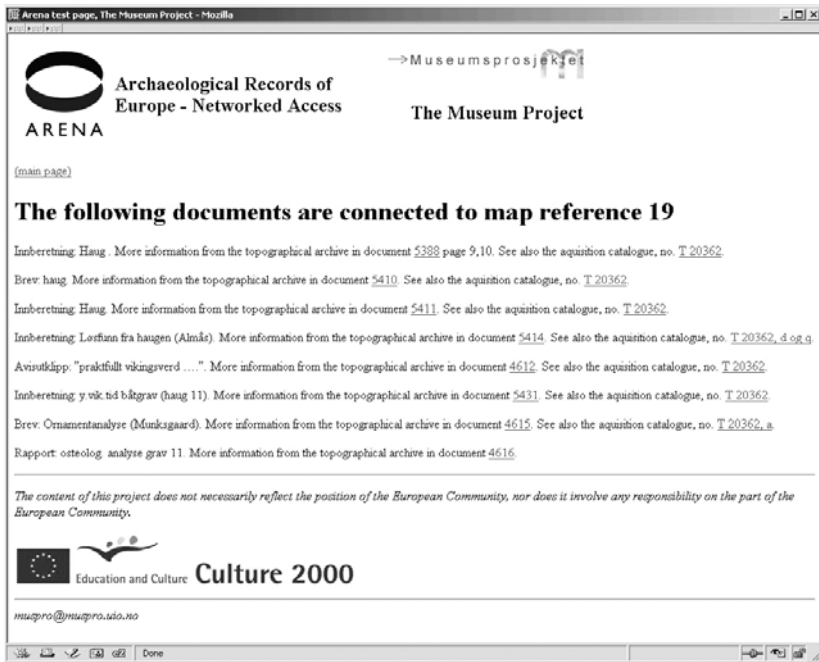 Arena test page, The Museum Project - Mozilla
ARENA
Archaeological Records of
Europe - Networked Access
Museumsprosjektet
The Museum Project
(main page)
The following documents are connected to map reference 19
Innberetning: Haug . More information from the topographical archive in document 5388 page 9,10. See also the aquisition catalogue, no. T 20362.
Brev: haug. More information from the topographical archive in document 5410. See also the aquisition catalogue, no. T 20362.
Innberetning: Haug. More information from the topographical archive in document 5411. See also the aquisition catalogue, no. T 20362.
Innberetning: Løsfunn fra haugen (Almås). More information from the topographical archive in document 5414. See also the aquisition catalogue, no. T 20362, d og q.
Avisutklipp: "praktfullt vikingsverd ....". More information from the topographical archive in document 4612. See also the aquisition catalogue, no. T 20362.
Innberetning: y.vik.tid båtgrav (haug 11). More information from the topographical archive in document 5431. See also the aquisition catalogue, no. T 20362.
Brev: Ornamentanalyse (Munksgaard). More information from the topographical archive in document 4615. See also the aquisition catalogue, no. T 20362, a.
Rapport: osteolog. analyse grav 11. More information from the topographical archive in document 4616.
The content of this project does not necessarily reflect the position of the European Community, nor does it involve any responsibility on the part of the
European Community.
Education and Culture Culture 2000
muspro@muspro.uio.no
Done